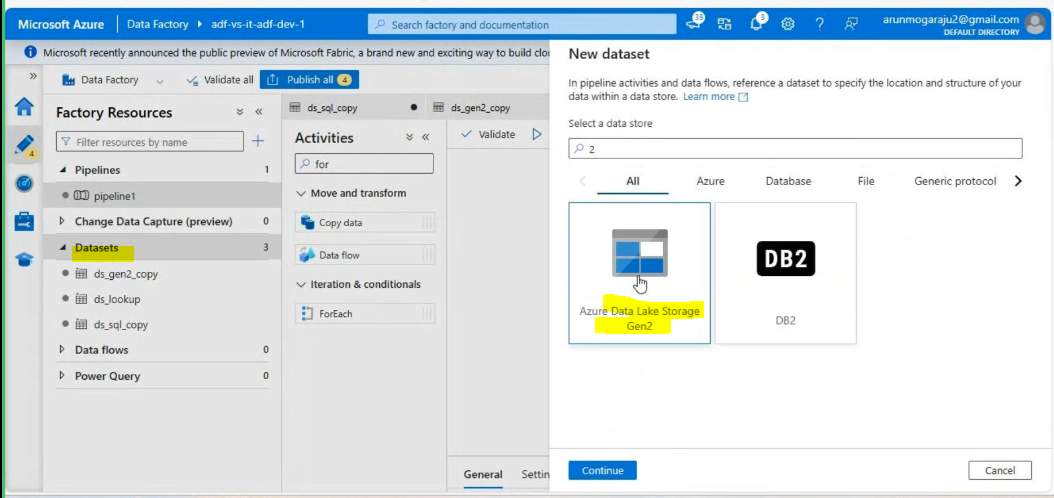 Microsoft Azure Data Factory ▸ adf-vs-it-adf-dev-1 Search factory and documentation 35 3 arunmogaraju2@gmail.com
DEFAULT DIRECTORY
Microsoft recently announced the public preview of Microsoft Fabric, a brand new and exciting way to build
Data Factory Validate all Publish all 4
Factory Resources
Filter resources by name
4
Pipelines 1
pipeline1
Change Data Capture (preview) 0
Datasets 3
ds_gen2_copy
ds_lookup
ds_sql_copy
Data flows 0
Power Query 0
ds_sql_copy ds_gen2_copy
Activities
for
Move and transform
Copy data
Data flow
Iteration & conditionals
ForEach
Validate
General Settin
New dataset
In pipeline activities and data flows, reference a dataset to specify the location and structure of your
data within a data store. Learn more
Select a data store
2
All Azure Database File Generic protocol
Azure Data Lake Storage
Gen2
DB2
DB2
Continue Cancel